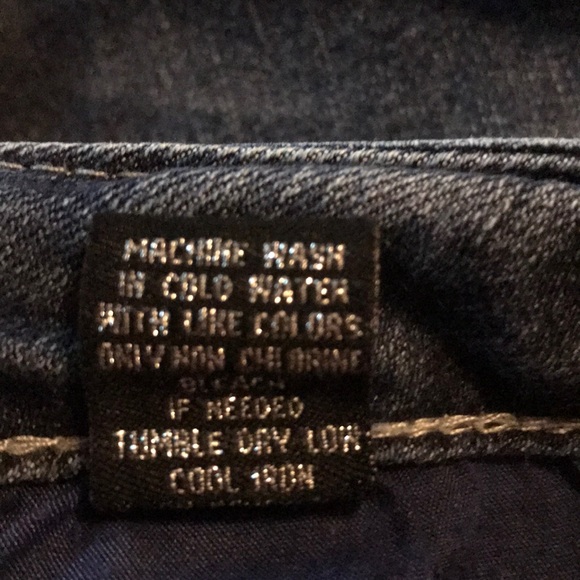 MACHINE WASH
IN COLD WATER
WITH LIKE COLORS
ONLY NON CHLORINE
BLEACH
IF NEEDED
TUMBLE DRY LOW
COOL IRON